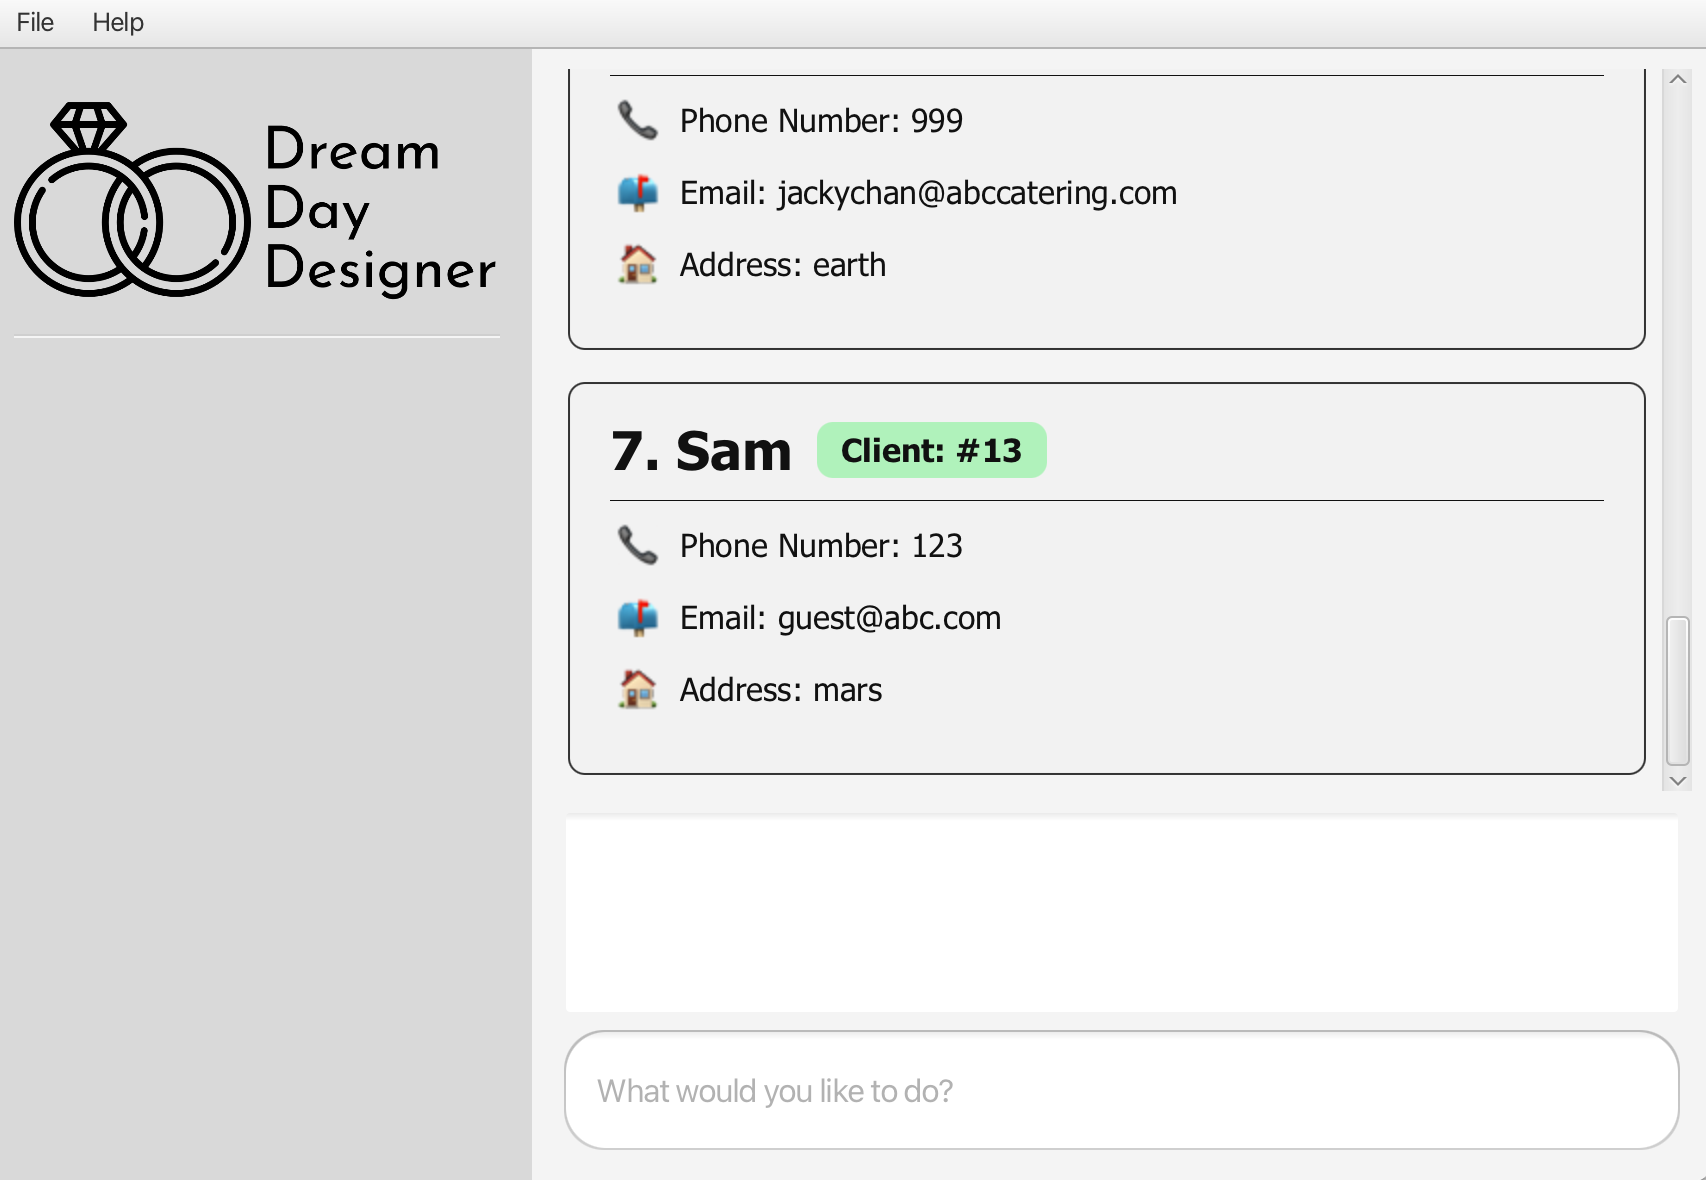 File Help
Dream
Day
Designer
Phone Number: 999
Email: jackychan@abccatering.com
Address: earth
7. Sam Client: #13
Phone Number: 123
Email: guest@abc.com
Address: mars
What would you like to do?